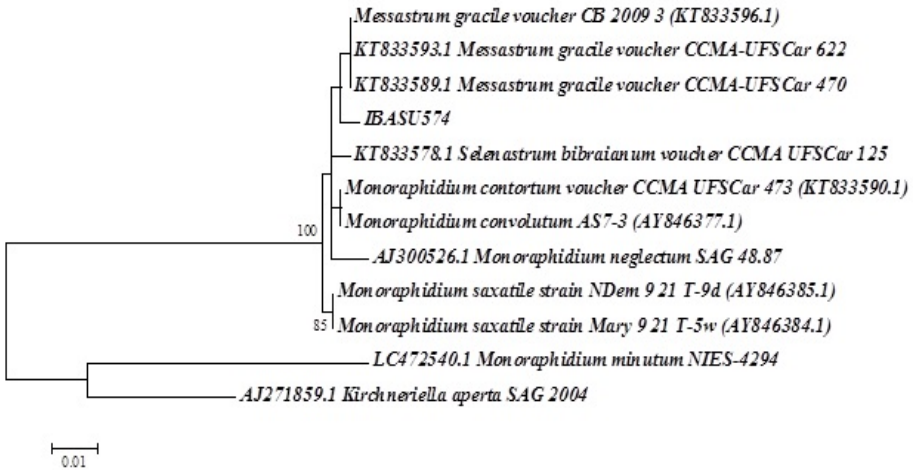 Messastrum gracile voucher CB 2009 3 (KT833596.1)
KT833593.1 Messastrum gracile voucher CCMA-UFSCar 622
KT833589.1 Messastrum gracile voucher CCMA-UFSCar 470
IBASU574
KT833578.1 Selenastrum bibraianum voucher CCMA UFSCar 125
Monoraphidium contortum voucher CCMA UFSCar 473 (KT833590.1)
Monoraphidium convolutum AS7-3 (AY846377.1)
100
AJ300526.1 Monoraphidium neglectum SAG 48.87
Monoraphidium saxatile strain NDem 9 21 T-9d (AY846385.1)
85
Monoraphidium saxatile strain Mary 9 21 T-5w (AY846384.1)
LC472540.1 Monoraphidium minutum NIES-4294
AJ271859.1 Kirchneriella aperta SAG 2004
0.01